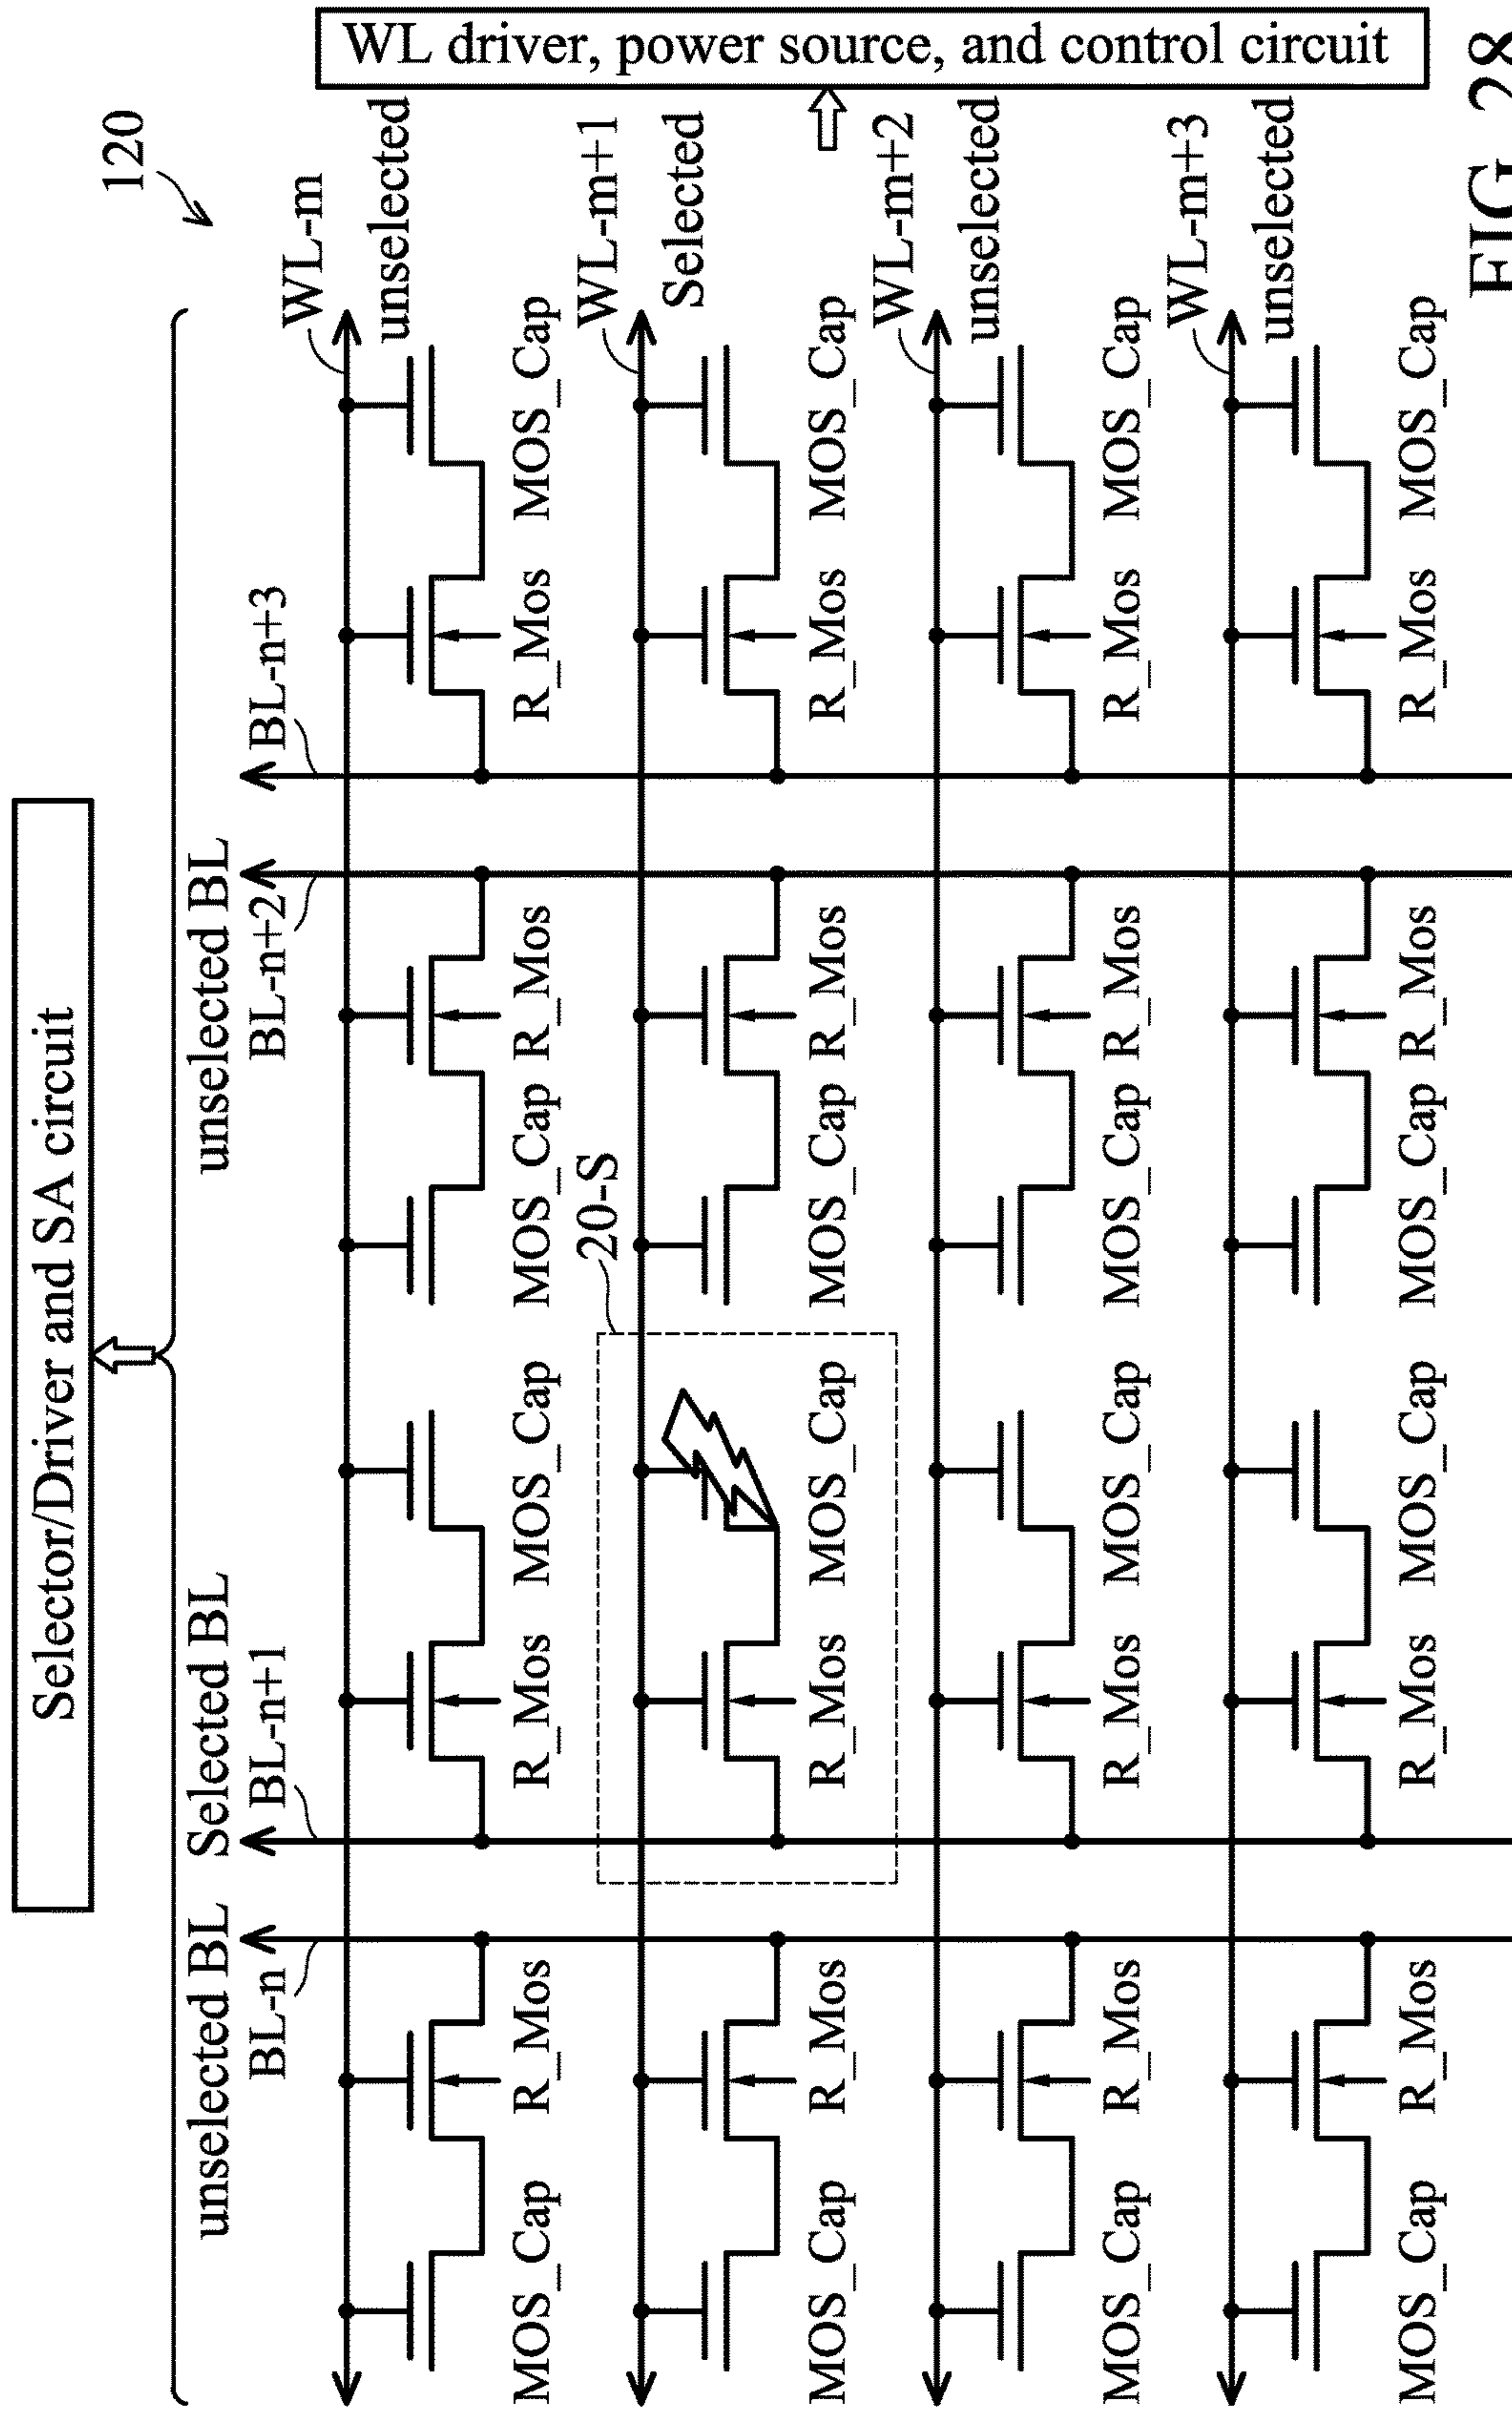 Selector/Driver and SA circuit
120
unselected BL Selected BL unselected BL
BL-n BL-n+1 BL-n+2 BL-n+3
WL-m
unselected
MOS_Cap R_Mos R_Mos MOS_Cap MOS_Cap R_Mos R_Mos MOS_Cap
20-S
WL-m+1
Selected
MOS_Cap R_Mos R_Mos MOS_Cap MOS_Cap R_Mos R_Mos MOS_Cap
WL driver, power source, and control circuit
WL-m+2
unselected
MOS_Cap R_Mos R_Mos MOS_Cap MOS_Cap R_Mos R_Mos MOS_Cap
WL-m+3
unselected
MOS_Cap R_Mos R_Mos MOS_Cap MOS_Cap R_Mos R_Mos MOS_Cap
FIG 28